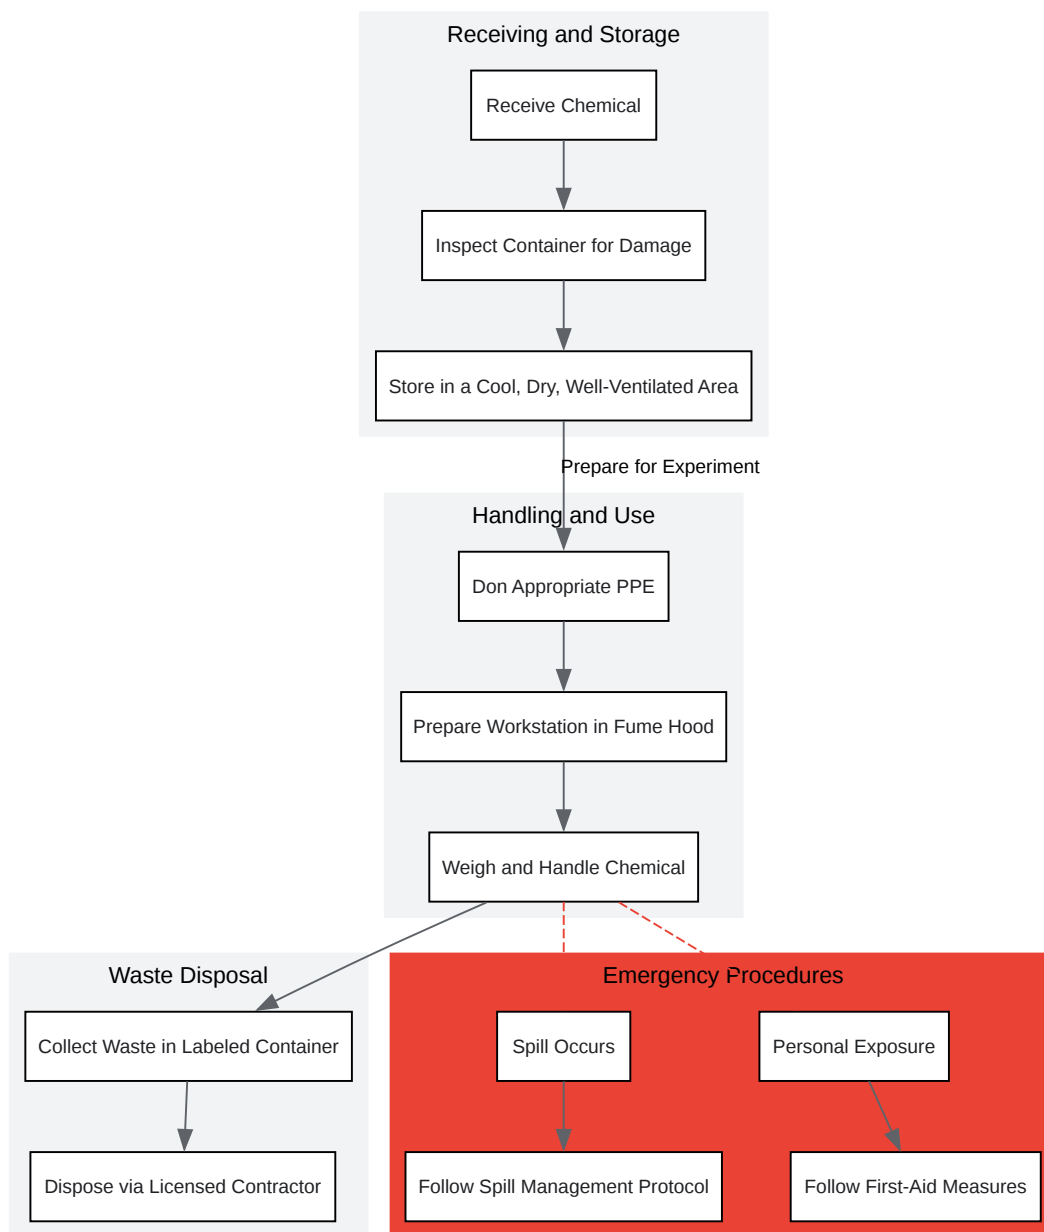 Receiving and Storage
Receive Chemical
Inspect Container for Damage
Store in a Cool, Dry, Well-Ventilated Area
Prepare for Experiment
Handling and Use
Don Appropriate PPE
Prepare Workstation in Fume Hood
Weigh and Handle Chemical
Waste Disposal
Collect Waste in Labeled Container
Dispose via Licensed Contractor
Emergency Procedures
Spill Occurs
Personal Exposure
Follow Spill Management Protocol
Follow First-Aid Measures